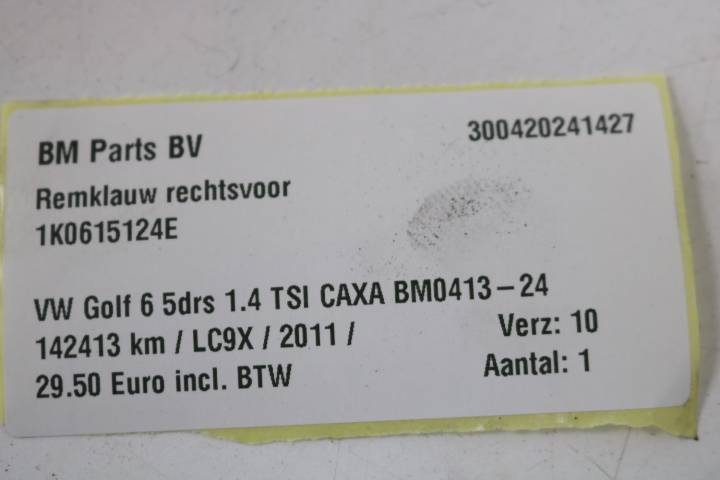 BM Parts BV
300420241427
Remklauw rechtsvoor
1K0615124E
VW Golf 6 5drs 1.4 TSI CAXA BM0413-24
142413 km / LC9X / 2011 /
Verz: 10
29.50 Euro incl. BTW
Aantal: 1